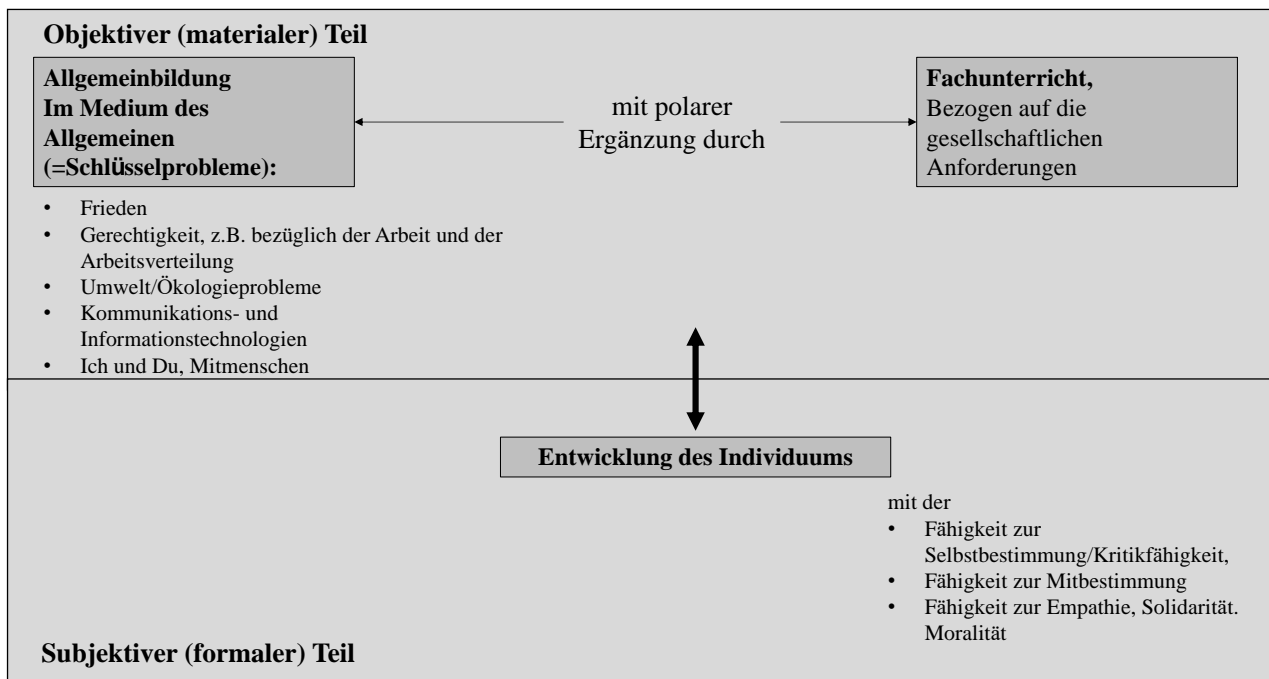 Objektiver (materialer) Teil
Allgemeinbildung
Im Medium des
Allgemeinen
(=Schlüsselprobleme):
mit polarer
Ergänzung durch
Fachunterricht,
Bezogen auf die
gesellschaftlichen
Anforderungen
• Frieden
• Gerechtigkeit, z.B. bezüglich der Arbeit und der
Arbeitsverteilung
• Umwelt/Ökologieprobleme
• Kommunikations- und
Informationstechnologien
• Ich und Du, Mitmenschen
Entwicklung des Individuums
mit der
• Fähigkeit zur
Selbstbestimmung/Kritikfähigkeit,
• Fähigkeit zur Mitbestimmung
• Fähigkeit zur Empathie, Solidarität.
Moralität
Subjektiver (formaler) Teil